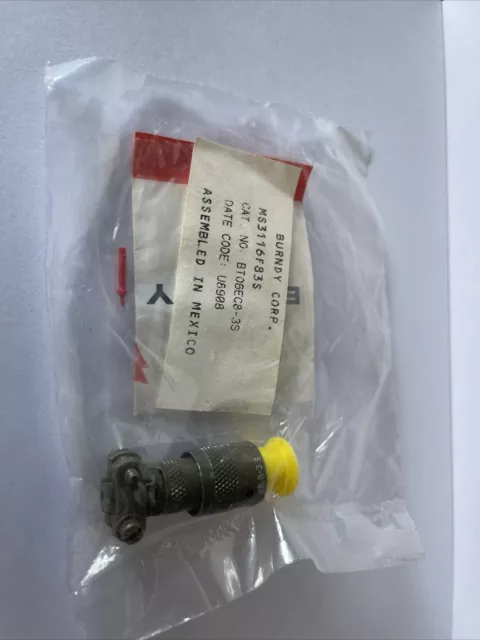 BURNDY CORP.
MS3116F83S
CAT. NO. BT06EC8-3S
DATE CODE: U6908
ASSEMBLED IN MEXICO
Y